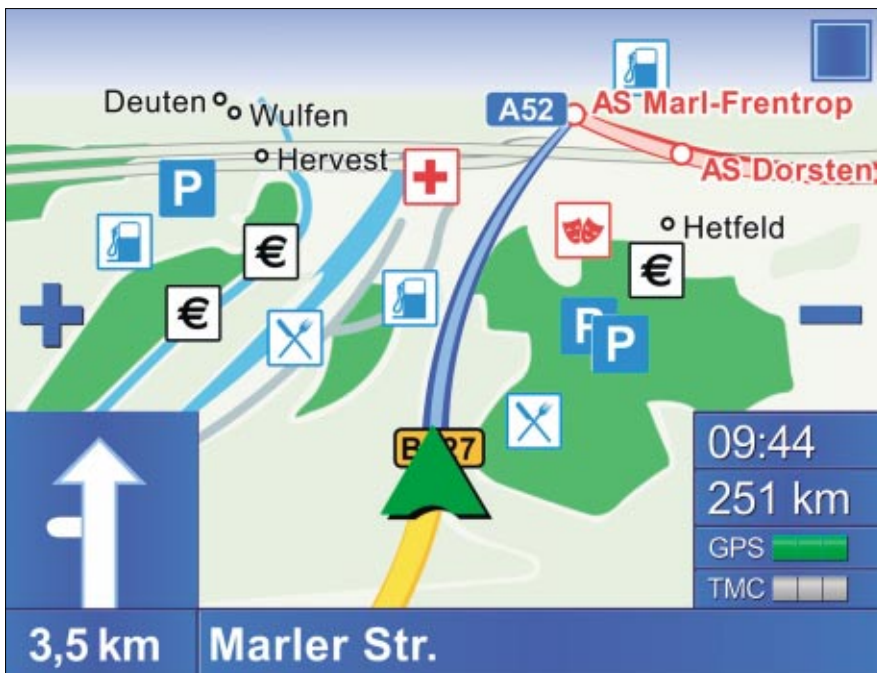 Deuten
Wulfen
Hervest
A52
AS Marl-Frentrop
AS Dorsten
Hetfeld
P
€
€
€
P
P
09:44
251 km
GPS
TMC
3,5 km
Marler Str.